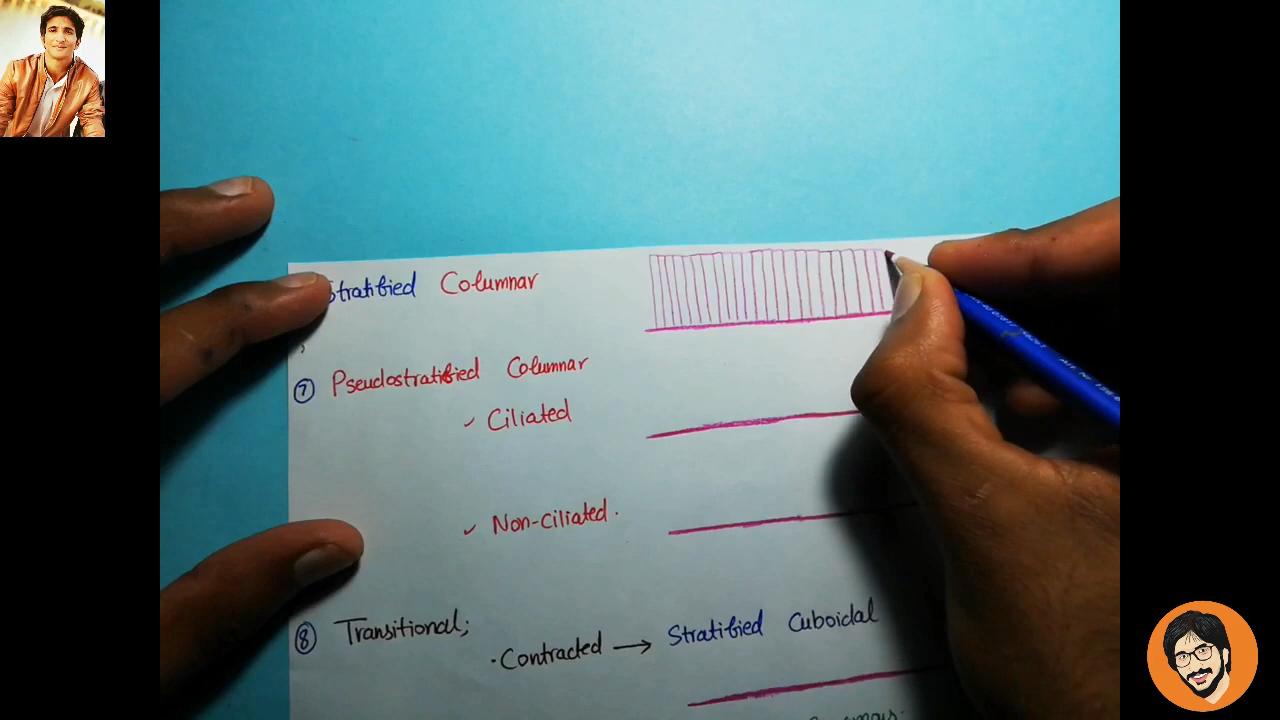 Stratified Columnar
⑦ Pseudostratified Columnar
✓ Ciliated
✓ Non-ciliated.
⑧ Transitional;
· Contracted → Stratified Cuboidal